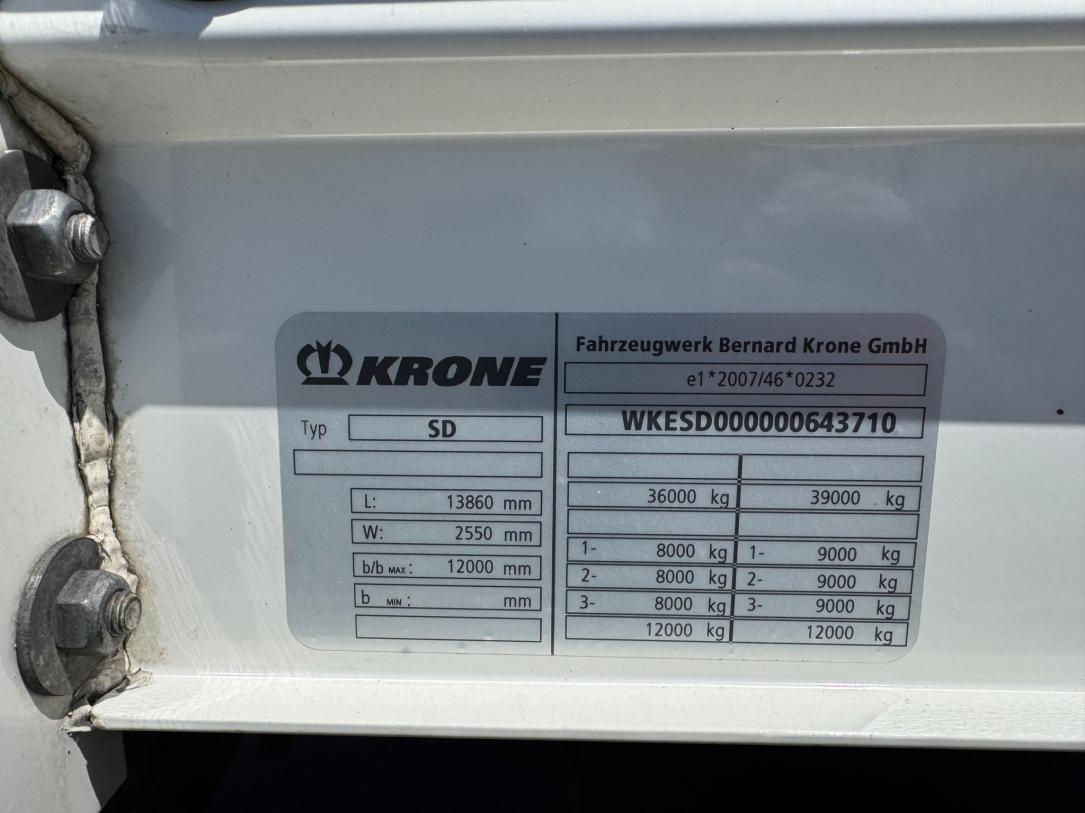 KRONE
Typ SD
L: 13860 mm
W: 2550 mm
b/b MAX : 12000 mm
b MIN : mm
Fahrzeugwerk Bernard Krone GmbH
e1*2007/46*0232
WKESD000000643710
36000 kg 39000 kg
1- 8000 kg 1- 9000 kg
2- 8000 kg 2- 9000 kg
3- 8000 kg 3- 9000 kg
12000 kg 12000 kg